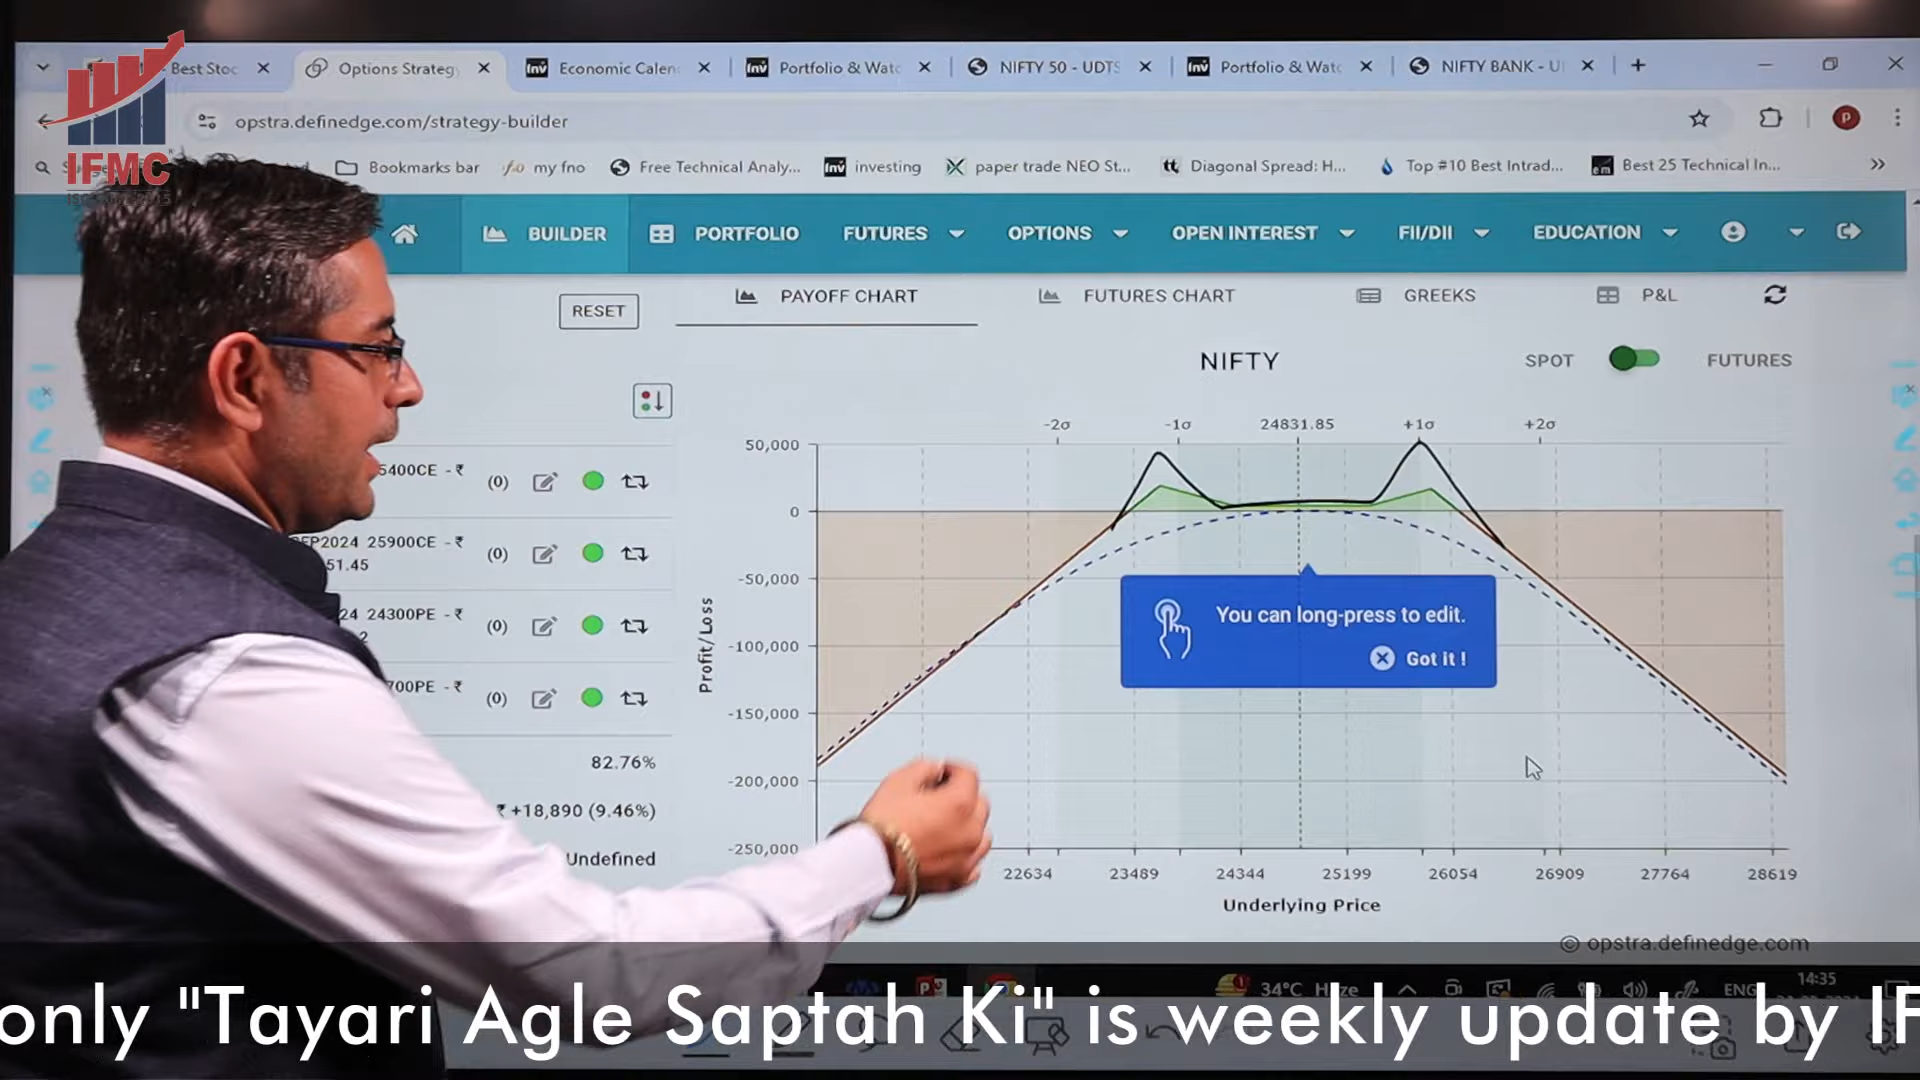 Best Stoc
Options Strateg
Economic Calen
Portfolio & Watc
NIFTY 50 - UDTS
Portfolio & Watc
NIFTY BANK - U
opstra.definedge.com/strategy-builder
P
IFMC
Bookmarks bar
my fno
Free Technical Analy...
Inv investing
paper trade NEO St...
tt Diagonal Spread: H...
Top #10 Best Intrad...
Best 25 Technical In...
BUILDER
PORTFOLIO
FUTURES
OPTIONS
OPEN INTEREST
FII/DII
EDUCATION
RESET
PAYOFF CHART
FUTURES CHART
GREEKS
P&L
NIFTY
SPOT
FUTURES
5400CE - ₹
(0)
2024 25900CE - ₹
51.45
(0)
24 24300PE - ₹
2
(0)
700PE - ₹
(0)
82.76%
₹ +18,890 (9.46%)
Undefined
-2σ
-1σ
24831.85
+1σ
+2σ
50,000
0
-50,000
-100,000
-150,000
-200,000
-250,000
Profit/Loss
You can long-press to edit.
Got it !
22634
23489
24344
25199
26054
26909
27764
28619
Underlying Price
© opstra.definedge.com
34°C Haze
ENG
14:35
only "Tayari Agle Saptah Ki" is weekly update by IF